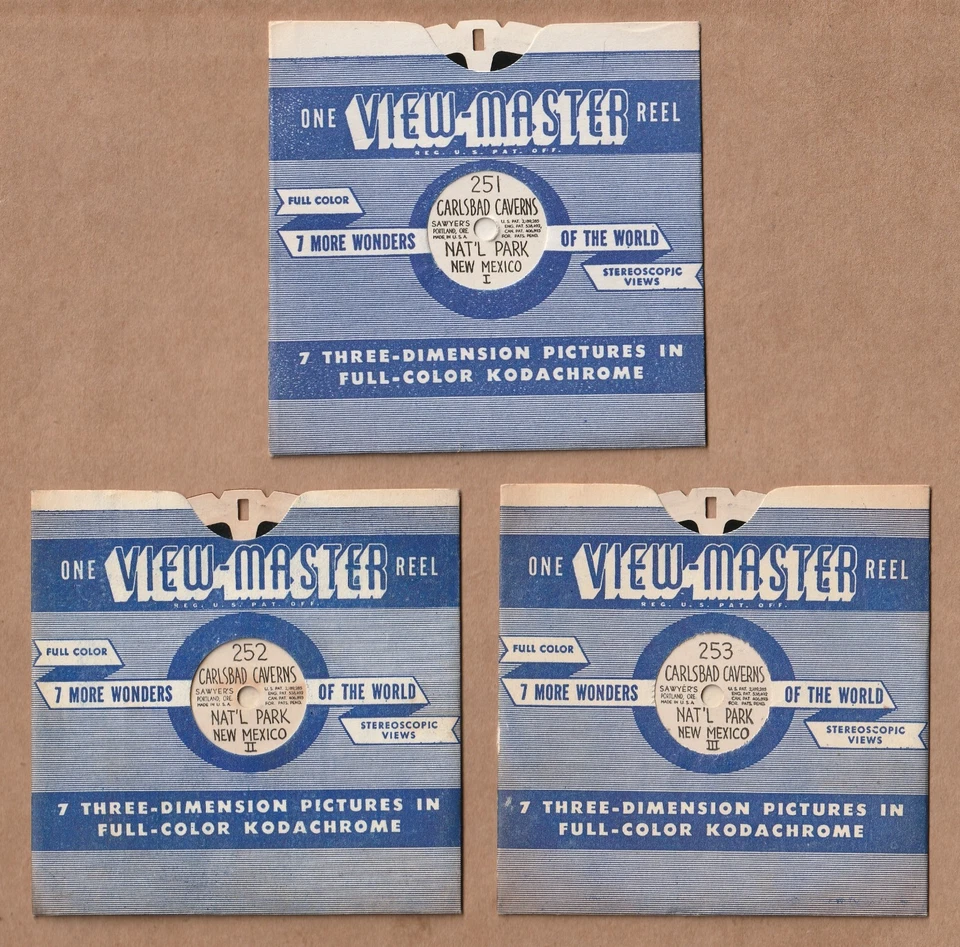 ONE VIEW-MASTER REEL
REG. U. S. PAT. OFF.
FULL COLOR
7 MORE WONDERS OF THE WORLD
STEREOSCOPIC
VIEWS
251
CARLSBAD CAVERNS
SAWYER'S
PORTLAND, ORE.
MADE IN U.S.A.
U.S. PAT. 2,189,285
NAT'L PARK
NEW MEXICO
I
7 THREE-DIMENSION PICTURES IN
FULL-COLOR KODACHROME
ONE VIEW-MASTER REEL
REG. U. S. PAT. OFF.
FULL COLOR
7 MORE WONDERS OF THE WORLD
STEREOSCOPIC
VIEWS
252
CARLSBAD CAVERNS
SAWYER'S
PORTLAND, ORE.
MADE IN U.S.A.
NAT'L PARK
NEW MEXICO
II
7 THREE-DIMENSION PICTURES IN
FULL-COLOR KODACHROME
ONE VIEW-MASTER REEL
REG. U. S. PAT. OFF.
FULL COLOR
7 MORE WONDERS OF THE WORLD
STEREOSCOPIC
VIEWS
253
CARLSBAD CAVERNS
SAWYER'S
PORTLAND, ORE.
MADE IN U.S.A.
NAT'L PARK
NEW MEXICO
III
7 THREE-DIMENSION PICTURES IN
FULL-COLOR KODACHROME